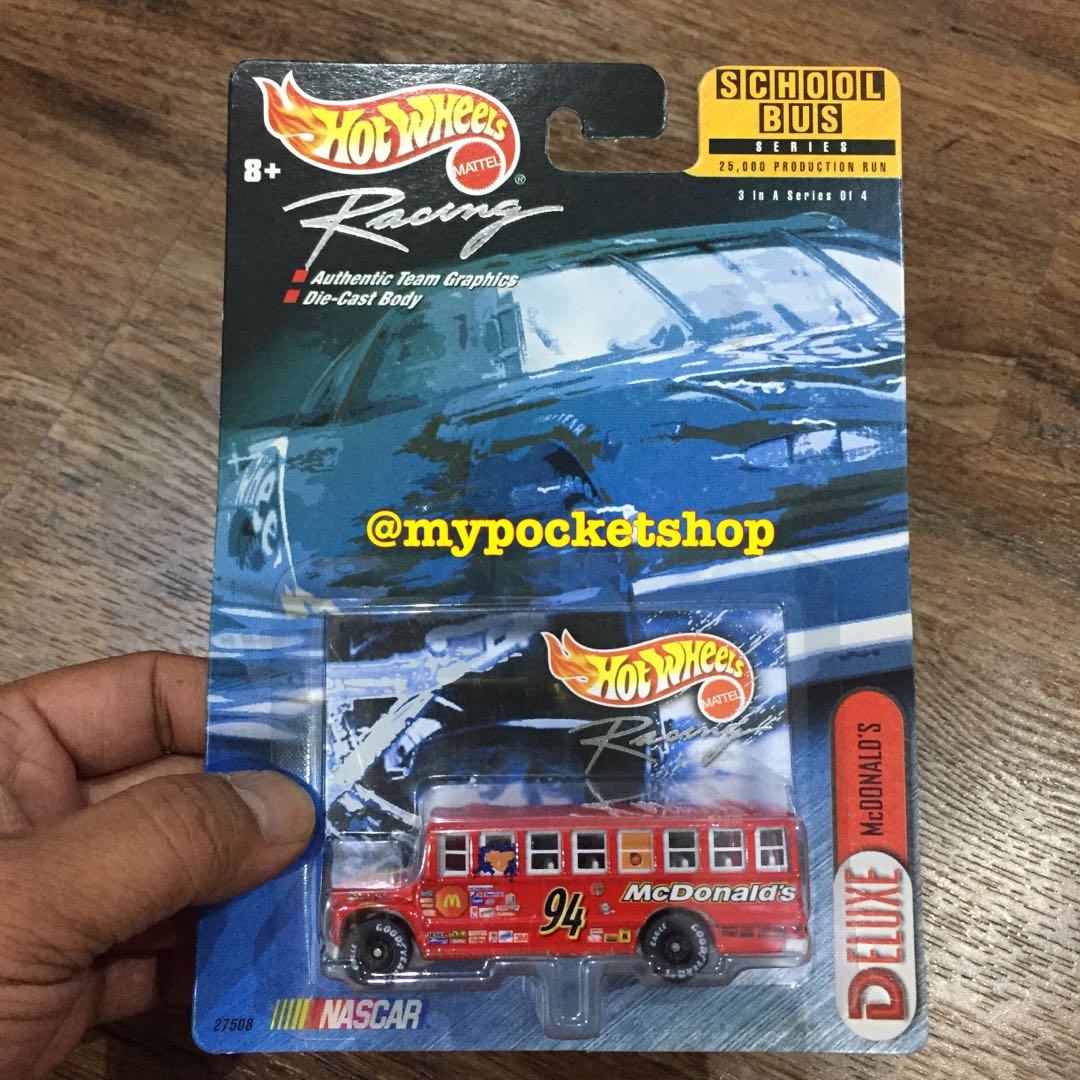 HOT WHEELS
MATTEL
®
8+
Racing
Authentic Team Graphics
Die-Cast Body
SCHOOL
BUS
SERIES
25,000 PRODUCTION RUN
3 In A Series Of 4
@mypocketshop
HOT WHEELS
MATTEL
Racing
McDONALD'S
DELUXE
M
94
McDonald's
GOODYEAR
EAGLE
GOODYEAR
27508
NASCAR